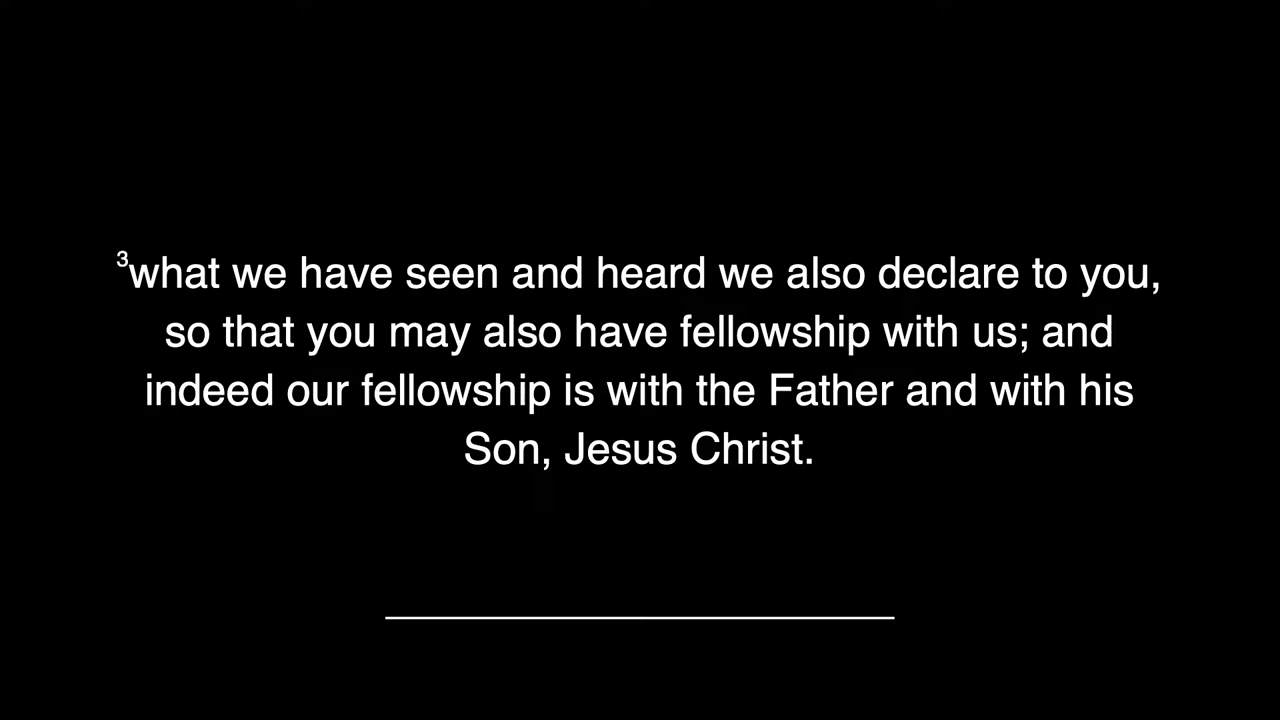 ³what we have seen and heard we also declare to you,
so that you may also have fellowship with us; and
indeed our fellowship is with the Father and with his
Son, Jesus Christ.